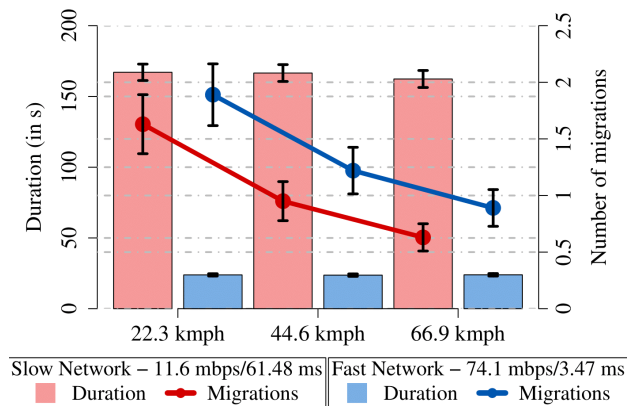 200
150
100
50
0
Duration (in s)
2.5
2
1.5
1
0.5
0
Number of migrations
22.3 kmph 44.6 kmph 66.9 kmph
Slow Network − 11.6 mbps/61.48 ms Fast Network − 74.1 mbps/3.47 ms
Duration Migrations Duration Migrations